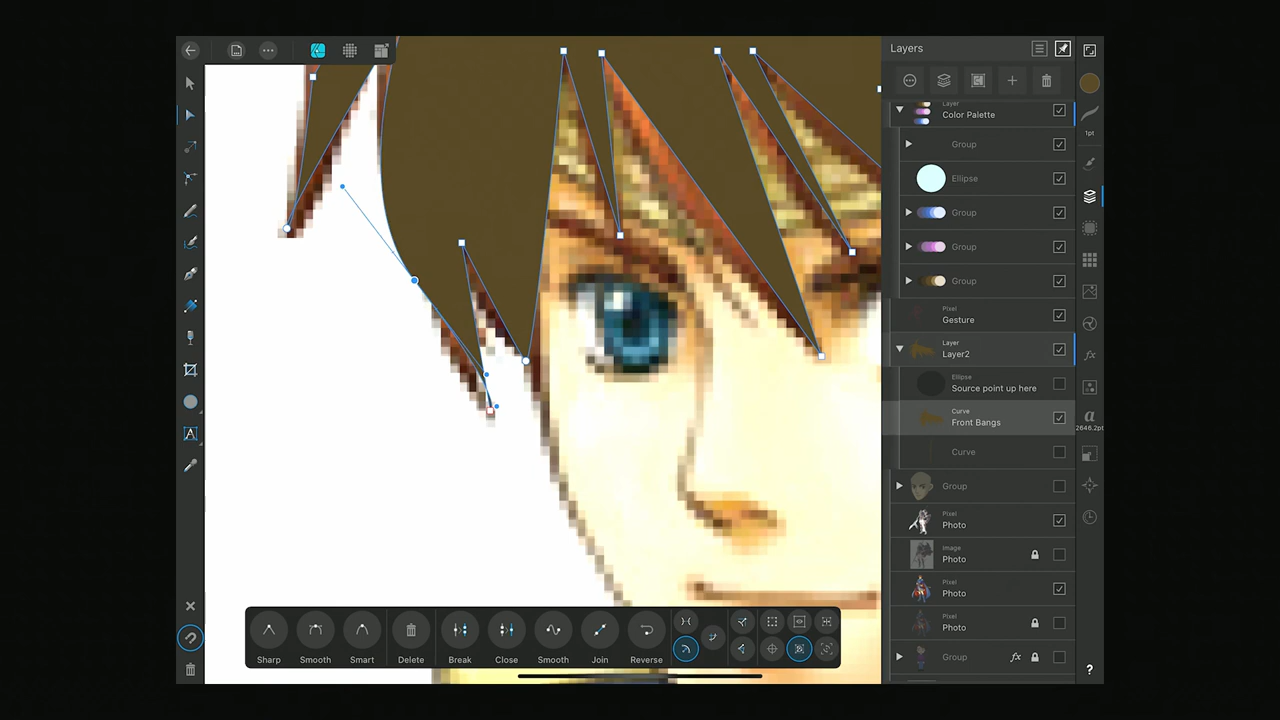 Layers
Layer
Color Palette
Group
Ellipse
Group
Group
Group
Pixel
Gesture
Layer
Layer2
Ellipse
Source point up here
Curve
Front Bangs
Curve
Group
Pixel
Photo
Image
Photo
Pixel
Photo
Pixel
Photo
Group
fx
1pt
fx
a
2646.2pt
?
A
Sharp
Smooth
Smart
Delete
Break
Close
Smooth
Join
Reverse